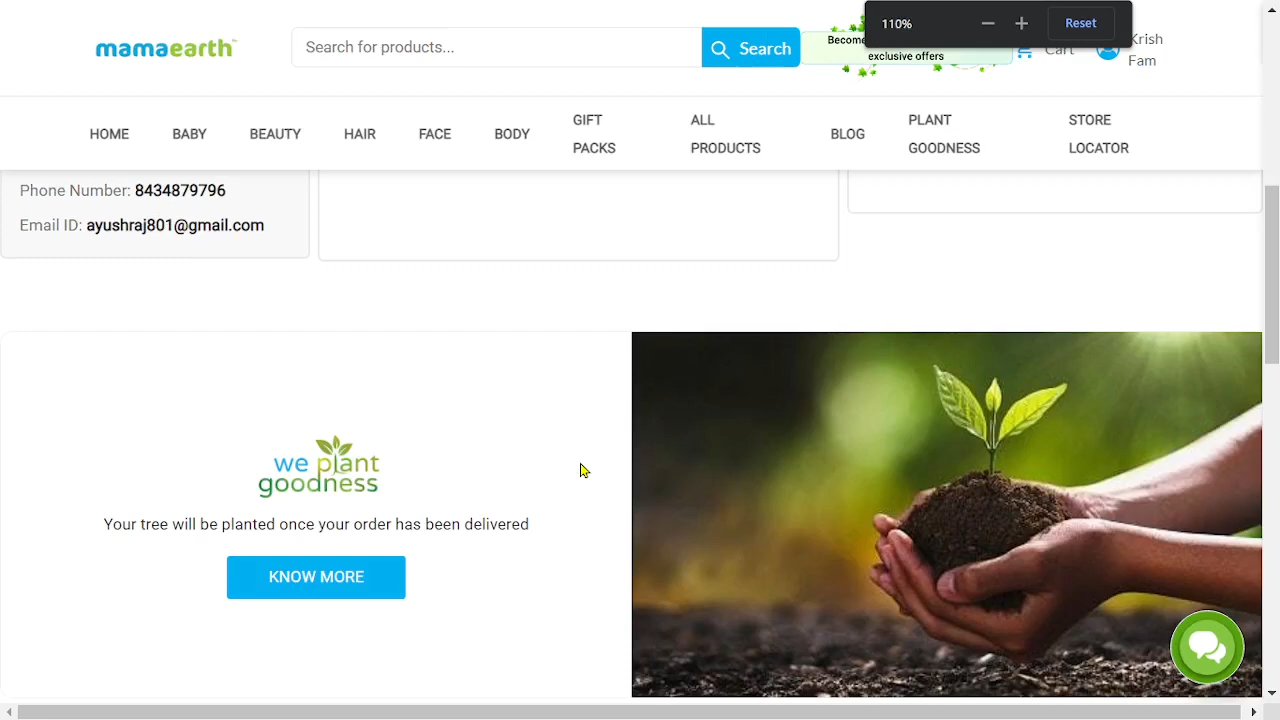 110%
Reset
mamaearth
Search for products...
Search
Become
exclusive offers
Cart
Krish
Fam
HOME
BABY
BEAUTY
HAIR
FACE
BODY
GIFT
PACKS
ALL
PRODUCTS
BLOG
PLANT
GOODNESS
STORE
LOCATOR
Phone Number: 8434879796
Email ID: ayushraj801@gmail.com
we plant
goodness
Your tree will be planted once your order has been delivered
KNOW MORE